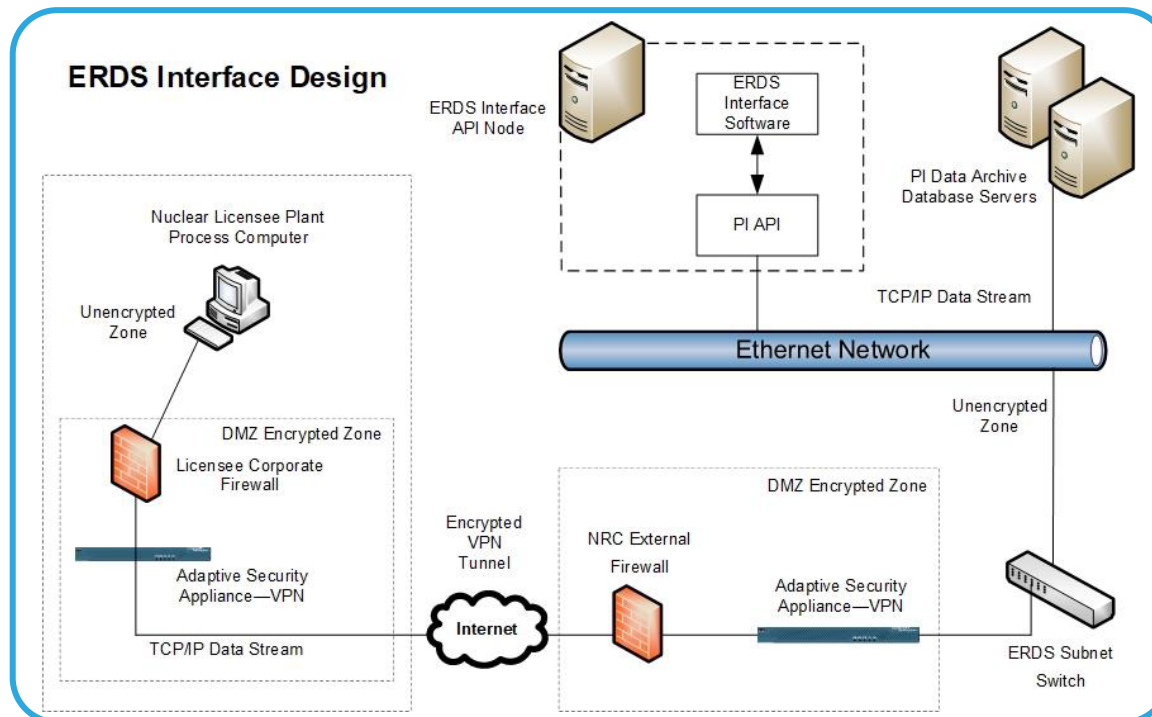 ERDS Interface Design
ERDS Interface
API Node
ERDS
Interface
Software
PI API
PI Data Archive
Database Servers
Nuclear Licensee Plant
Process Computer
Unencrypted
Zone
TCP/IP Data Stream
Ethernet Network
Unencrypted
Zone
DMZ Encrypted Zone
Licensee Corporate
Firewall
Adaptive Security
Appliance—VPN
TCP/IP Data Stream
Encrypted
VPN
Tunnel
Internet
DMZ Encrypted Zone
NRC External
Firewall
Adaptive Security
Appliance—VPN
ERDS Subnet
Switch